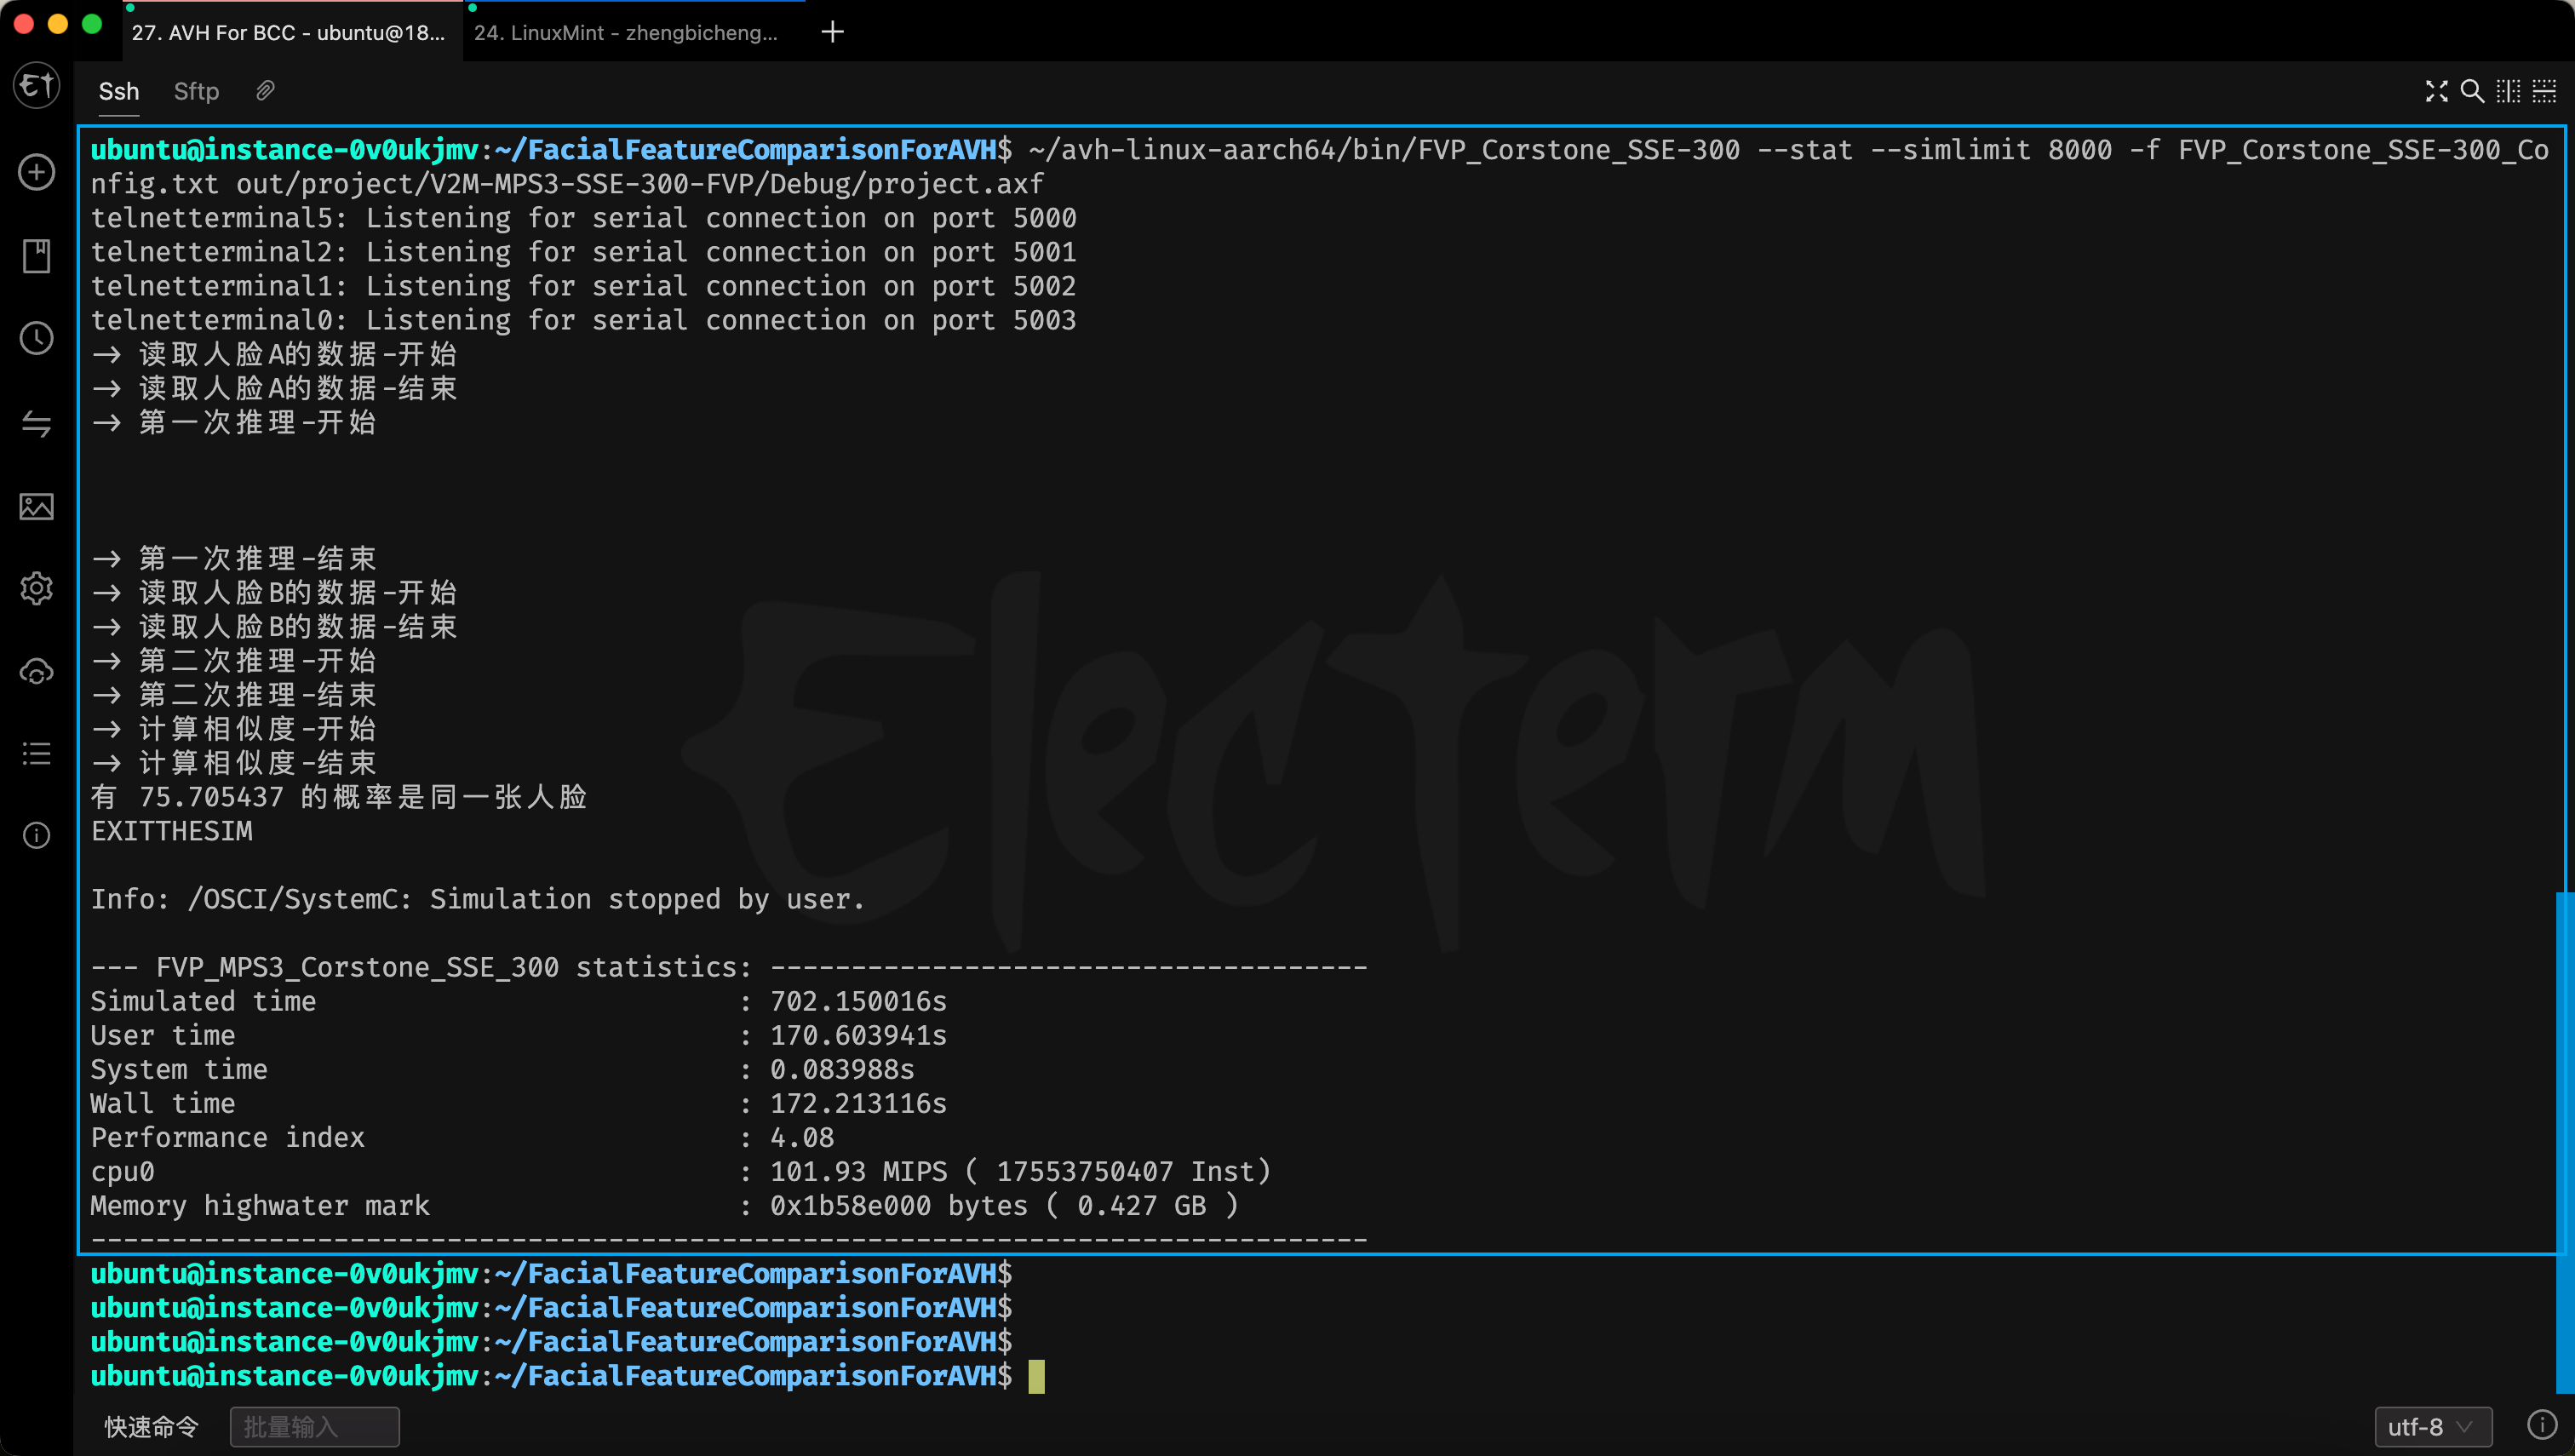 27. AVH For BCC - ubuntu@18...
24. LinuxMint - zhengbicheng...
Ssh
Sftp
ubuntu@instance-0v0ukjmv:~/FacialFeatureComparisonForAVH$ ~/avh-linux-aarch64/bin/FVP_Corstone_SSE-300 --stat --simlimit 8000 -f FVP_Corstone_SSE-300_Co
nfig.txt out/project/V2M-MPS3-SSE-300-FVP/Debug/project.axf
telnetterminal5: Listening for serial connection on port 5000
telnetterminal2: Listening for serial connection on port 5001
telnetterminal1: Listening for serial connection on port 5002
telnetterminal0: Listening for serial connection on port 5003
→ 读取人脸A的数据-开始
→ 读取人脸A的数据-结束
→ 第一次推理-开始
→ 第一次推理-结束
→ 读取人脸B的数据-开始
→ 读取人脸B的数据-结束
→ 第二次推理-开始
→ 第二次推理-结束
→ 计算相似度-开始
→ 计算相似度-结束
有 75.705437 的概率是同一张人脸
EXITTHESIM
Electerm
Info: /OSCI/SystemC: Simulation stopped by user.
--- FVP_MPS3_Corstone_SSE_300 statistics: -------------------------------------
Simulated time : 702.150016s
User time : 170.603941s
System time : 0.083988s
Wall time : 172.213116s
Performance index : 4.08
cpu0 : 101.93 MIPS ( 17553750407 Inst)
Memory highwater mark : 0x1b58e000 bytes ( 0.427 GB )
-------------------------------------------------------------------------------
ubuntu@instance-0v0ukjmv:~/FacialFeatureComparisonForAVH$
ubuntu@instance-0v0ukjmv:~/FacialFeatureComparisonForAVH$
ubuntu@instance-0v0ukjmv:~/FacialFeatureComparisonForAVH$
ubuntu@instance-0v0ukjmv:~/FacialFeatureComparisonForAVH$
快速命令
批量输入
utf-8